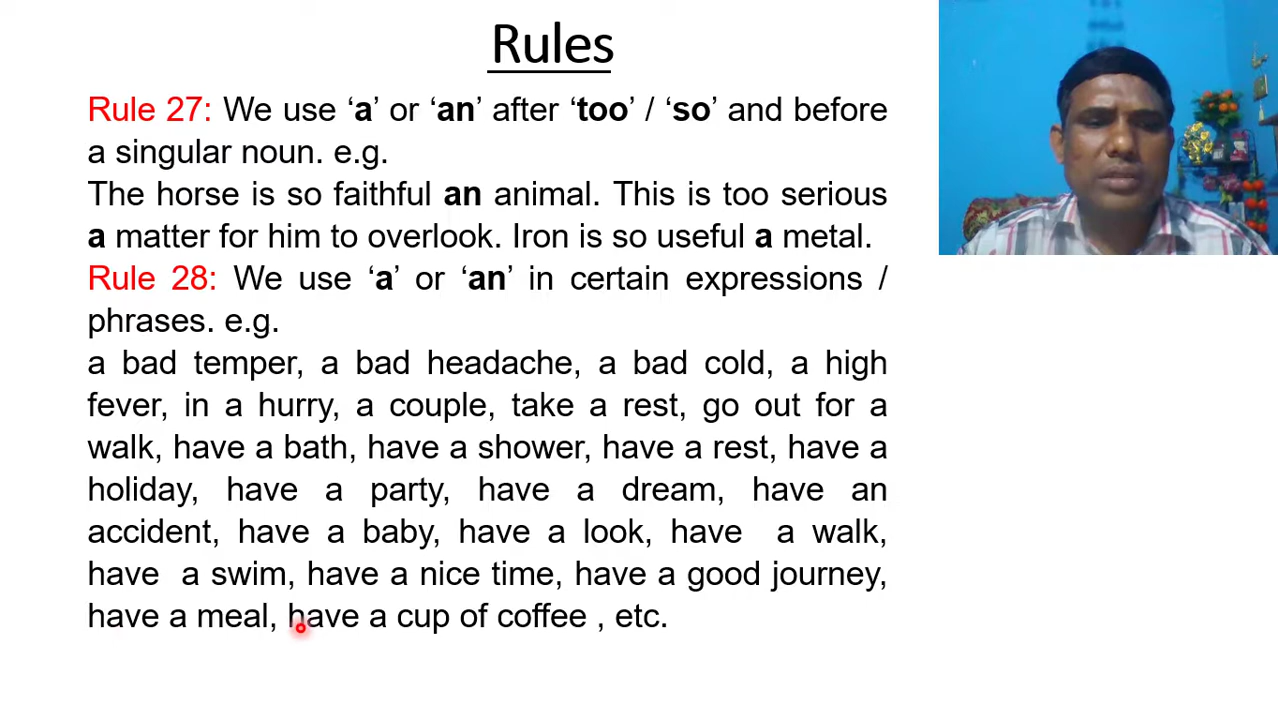 Rules
Rule 27: We use ‘a’ or ‘an’ after ‘too’ / ‘so’ and before
a singular noun. e.g.
The horse is so faithful an animal. This is too serious
a matter for him to overlook. Iron is so useful a metal.
Rule 28: We use ‘a’ or ‘an’ in certain expressions /
phrases. e.g.
a bad temper, a bad headache, a bad cold, a high
fever, in a hurry, a couple, take a rest, go out for a
walk, have a bath, have a shower, have a rest, have a
holiday, have a party, have a dream, have an
accident, have a baby, have a look, have a walk,
have a swim, have a nice time, have a good journey,
have a meal, have a cup of coffee , etc.